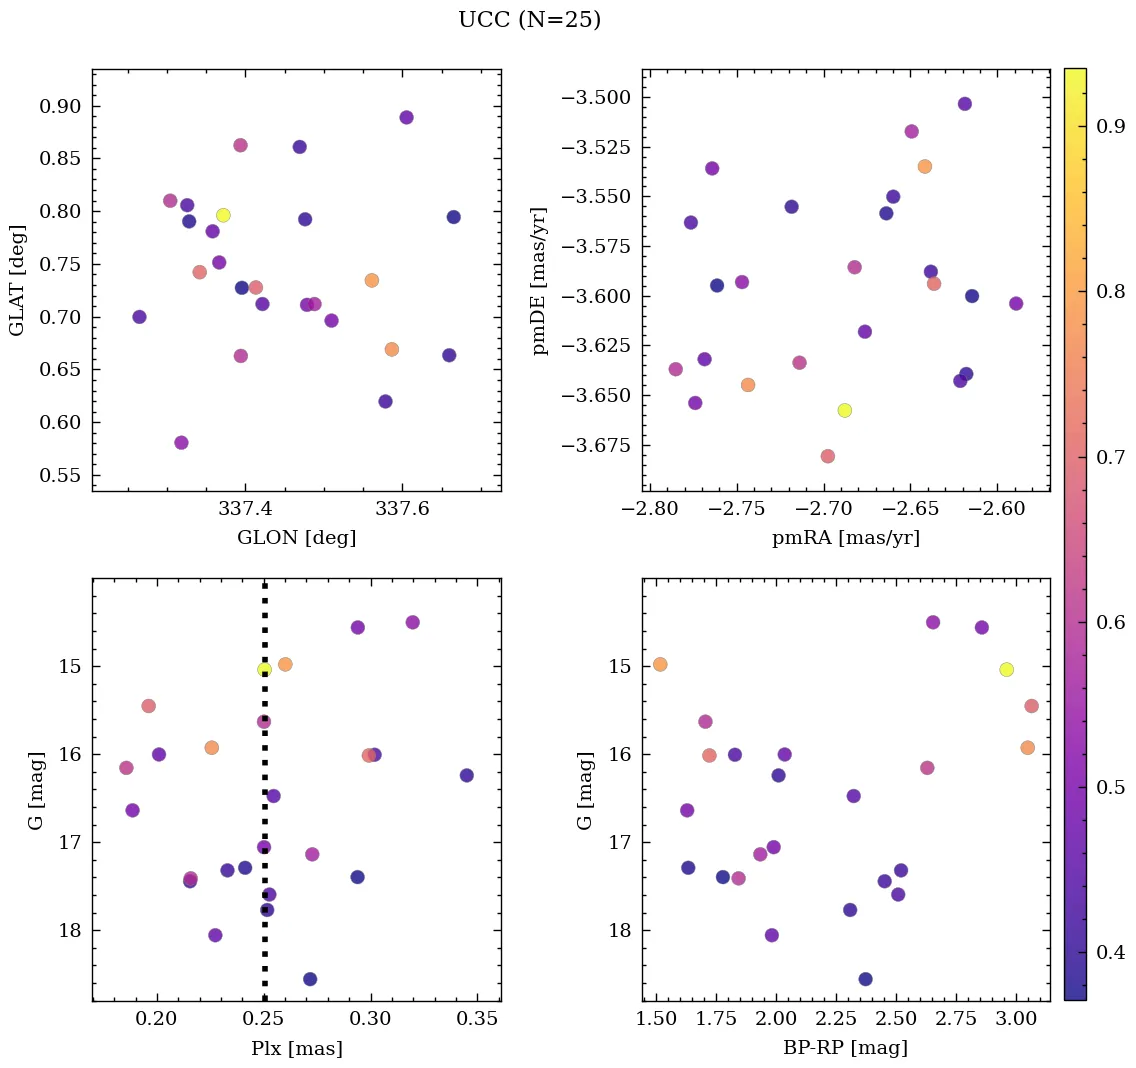 UCC (N=25)
0.90
0.85
0.80
0.75
0.70
0.65
0.60
0.55
GLAT [deg]
337.4 337.6
GLON [deg]
−3.500
−3.525
−3.550
−3.575
−3.600
−3.625
−3.650
−3.675
pmDE [mas/yr]
−2.80 −2.75 −2.70 −2.65 −2.60
pmRA [mas/yr]
15
16
17
18
G [mag]
0.20 0.25 0.30 0.35
Plx [mas]
15
16
17
18
G [mag]
1.50 1.75 2.00 2.25 2.50 2.75 3.00
BP-RP [mag]
0.9
0.8
0.7
0.6
0.5
0.4